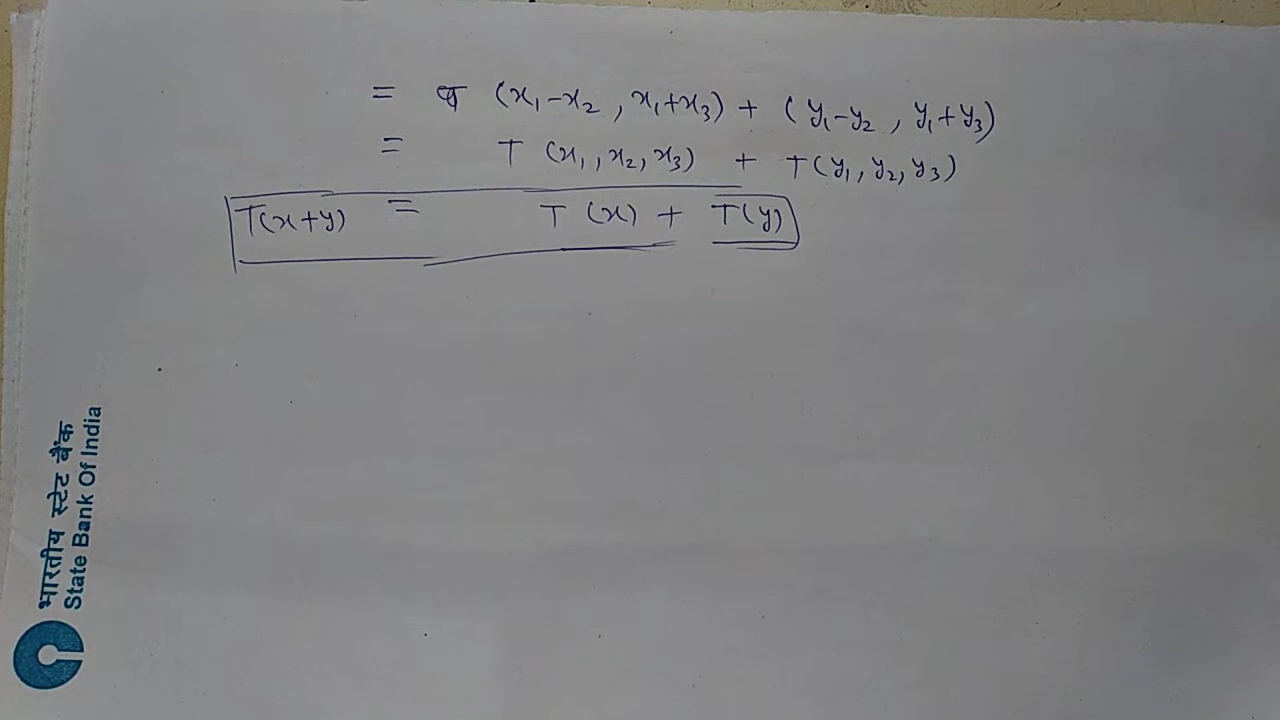 = (x₁-x₂, x₁+x₃) + (y₁-y₂, y₁+y₃)
= T (x₁, x₂, x₃) + T(y₁, y₂, y₃)
T(x+y) = T (x) + T(y)
भारतीय स्टेट बैंक
State Bank Of India